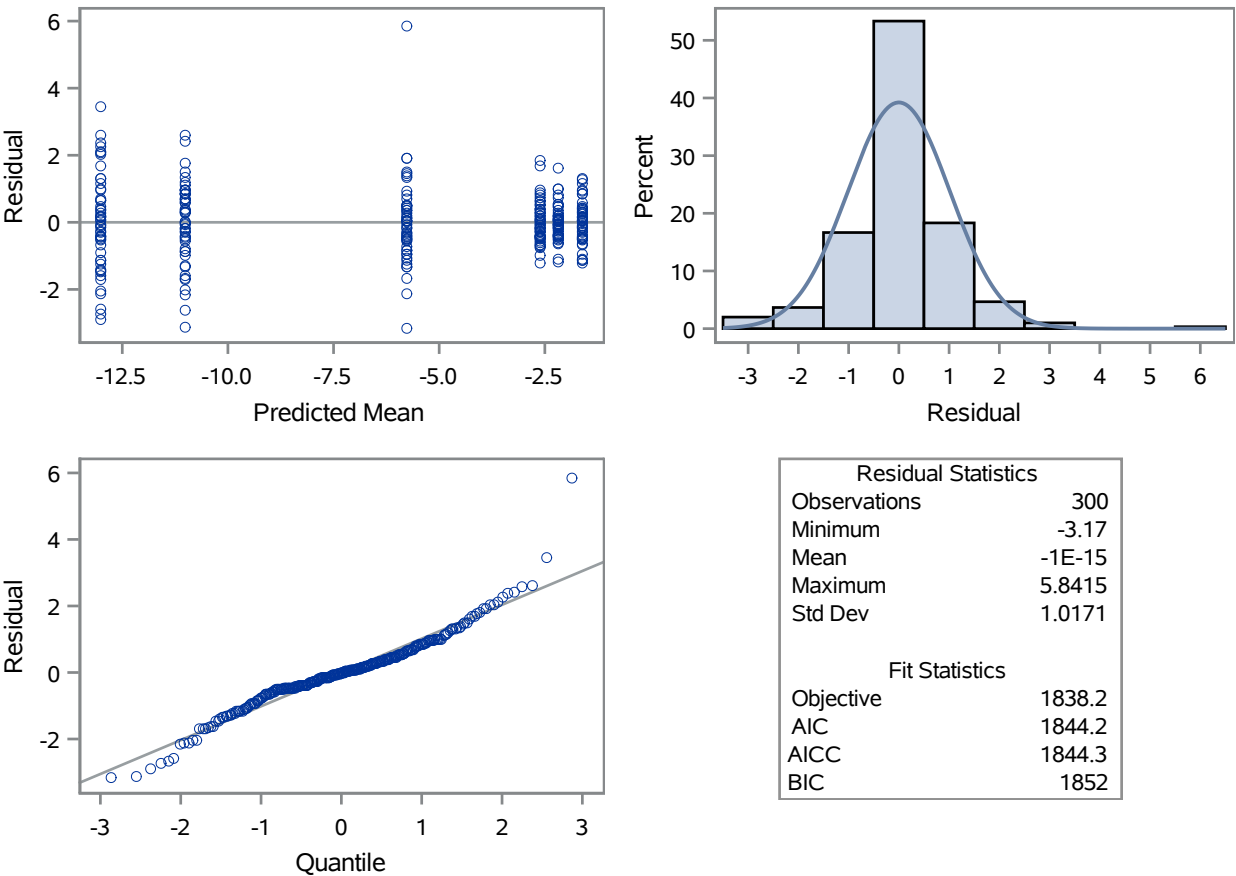 6
4
2
0
-2
Residual
-12.5 -10.0 -7.5 -5.0 -2.5
Predicted Mean
50
40
30
20
10
0
Percent
-3 -2 -1 0 1 2 3 4 5 6
Residual
6
4
2
0
-2
Residual
-3 -2 -1 0 1 2 3
Quantile
Residual Statistics
Observations 300
Minimum -3.17
Mean -1E-15
Maximum 5.8415
Std Dev 1.0171
Fit Statistics
Objective 1838.2
AIC 1844.2
AICC 1844.3
BIC 1852